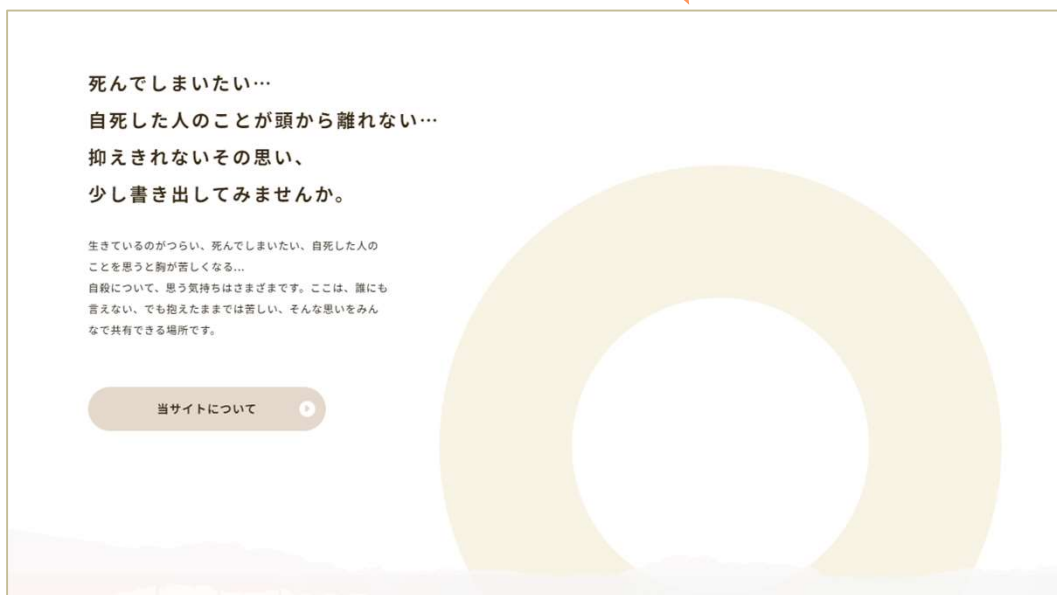 死んでしまいたい…
自死した人のことが頭から離れない…
抑えきれないその思い、
少し書き出してみませんか。
生きているのがつらい、死んでしまいたい、自死した人の
ことを思うと胸が苦しくなる...
自殺について、思う気持ちはさまざまです。ここは、誰にも
言えない、でも抱えたままでは苦しい、そんな思いをみん
なで共有できる場所です。
当サイトについて